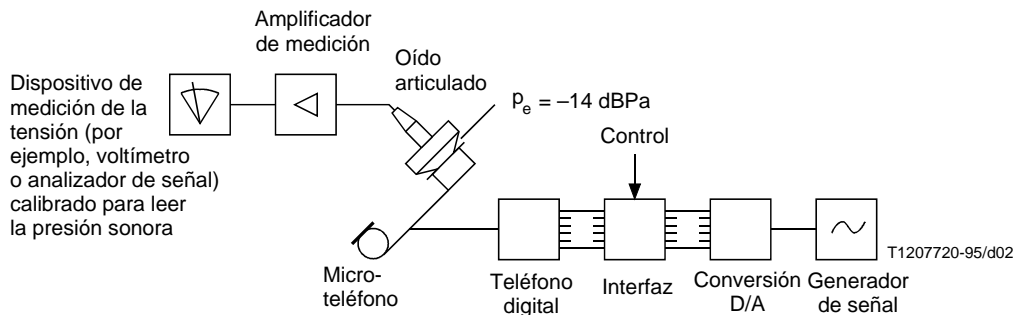 Amplificador
de medición
Oído
articulado
Dispositivo de
medición de la
tensión (por
ejemplo, voltímetro
o analizador de señal)
calibrado para leer
la presión sonora
pe = –14 dBPa
Control
T1207720-95/d02
Micro-
teléfono
Teléfono
digital
Interfaz
Conversión
D/A
Generador
de señal